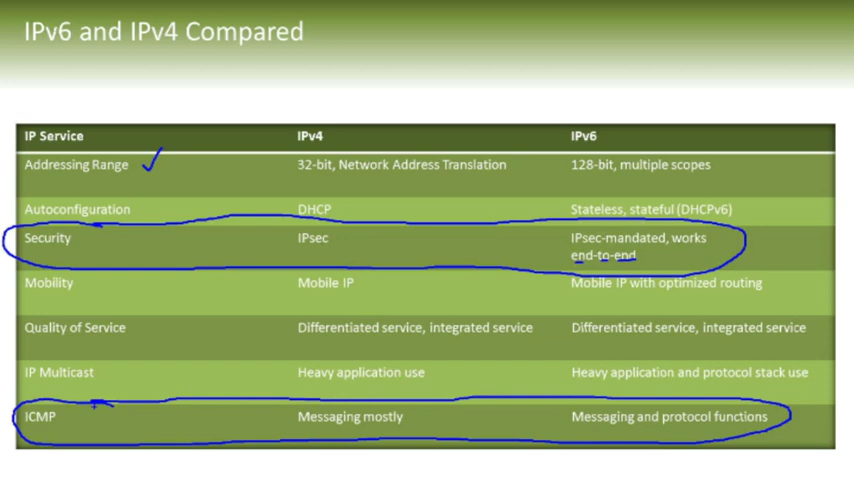 IPv6 and IPv4 Compared
IP Service IPv4 IPv6
Addressing Range 32-bit, Network Address Translation 128-bit, multiple scopes
Autoconfiguration DHCP Stateless, stateful (DHCPv6)
Security IPsec IPsec-mandated, works
end-to-end
Mobility Mobile IP Mobile IP with optimized routing
Quality of Service Differentiated service, integrated service Differentiated service, integrated service
IP Multicast Heavy application use Heavy application and protocol stack use
ICMP Messaging mostly Messaging and protocol functions